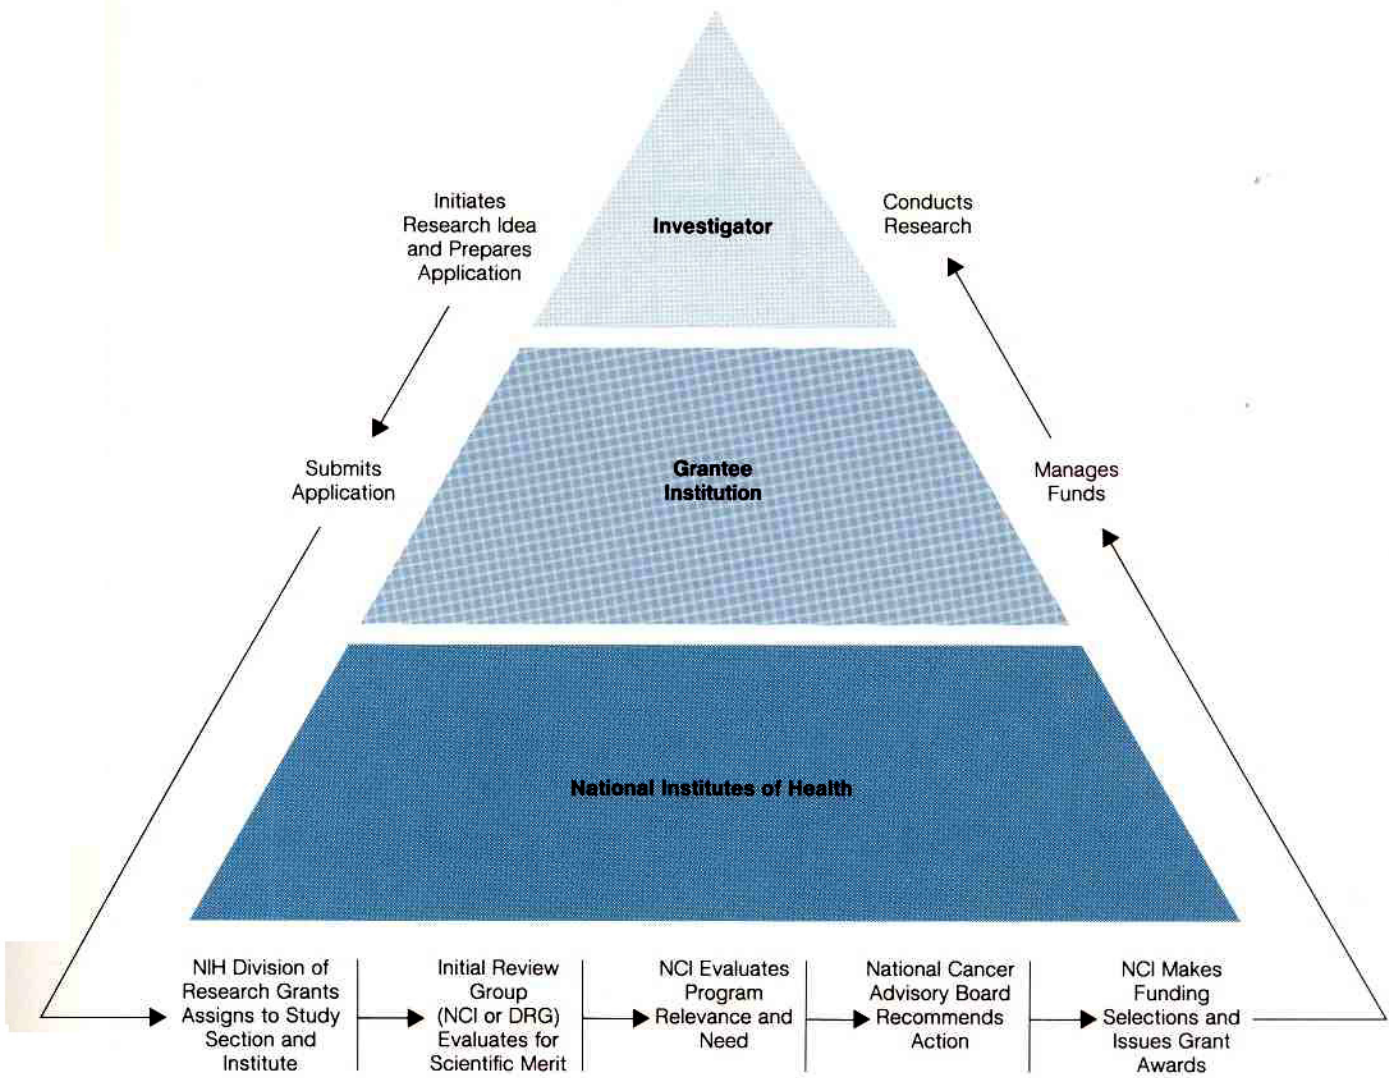 Initiates
Research Idea
and Prepares
Application
Investigator
Conducts
Research
Submits
Application
Grantee
Institution
Manages
Funds
National Institutes of Health
NIH Division of
Research Grants
Assigns to Study
Section and
Institute
Initial Review
Group
(NCI or DRG)
Evaluates for
Scientific Merit
NCI Evaluates
Program
Relevance and
Need
National Cancer
Advisory Board
Recommends
Action
NCI Makes
Funding
Selections and
Issues Grant
Awards